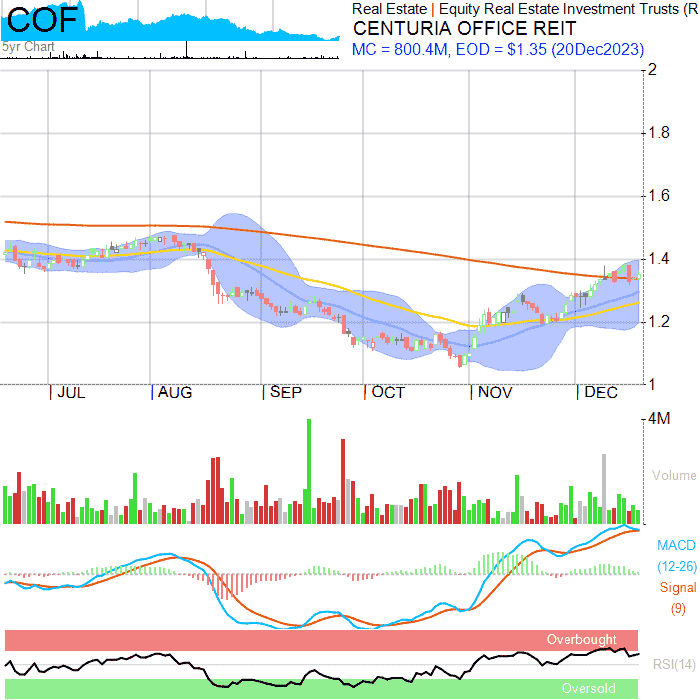 COF
5yr Chart
Real Estate | Equity Real Estate Investment Trusts (R
CENTURIA OFFICE REIT
MC = 800.4M, EOD = $1.35 (20Dec2023)
2
1.8
1.6
1.4
1.2
1
JUL AUG SEP OCT NOV DEC
4M
Volume
MACD
(12-26)
Signal
(9)
Overbought
RSI(14)
Oversold